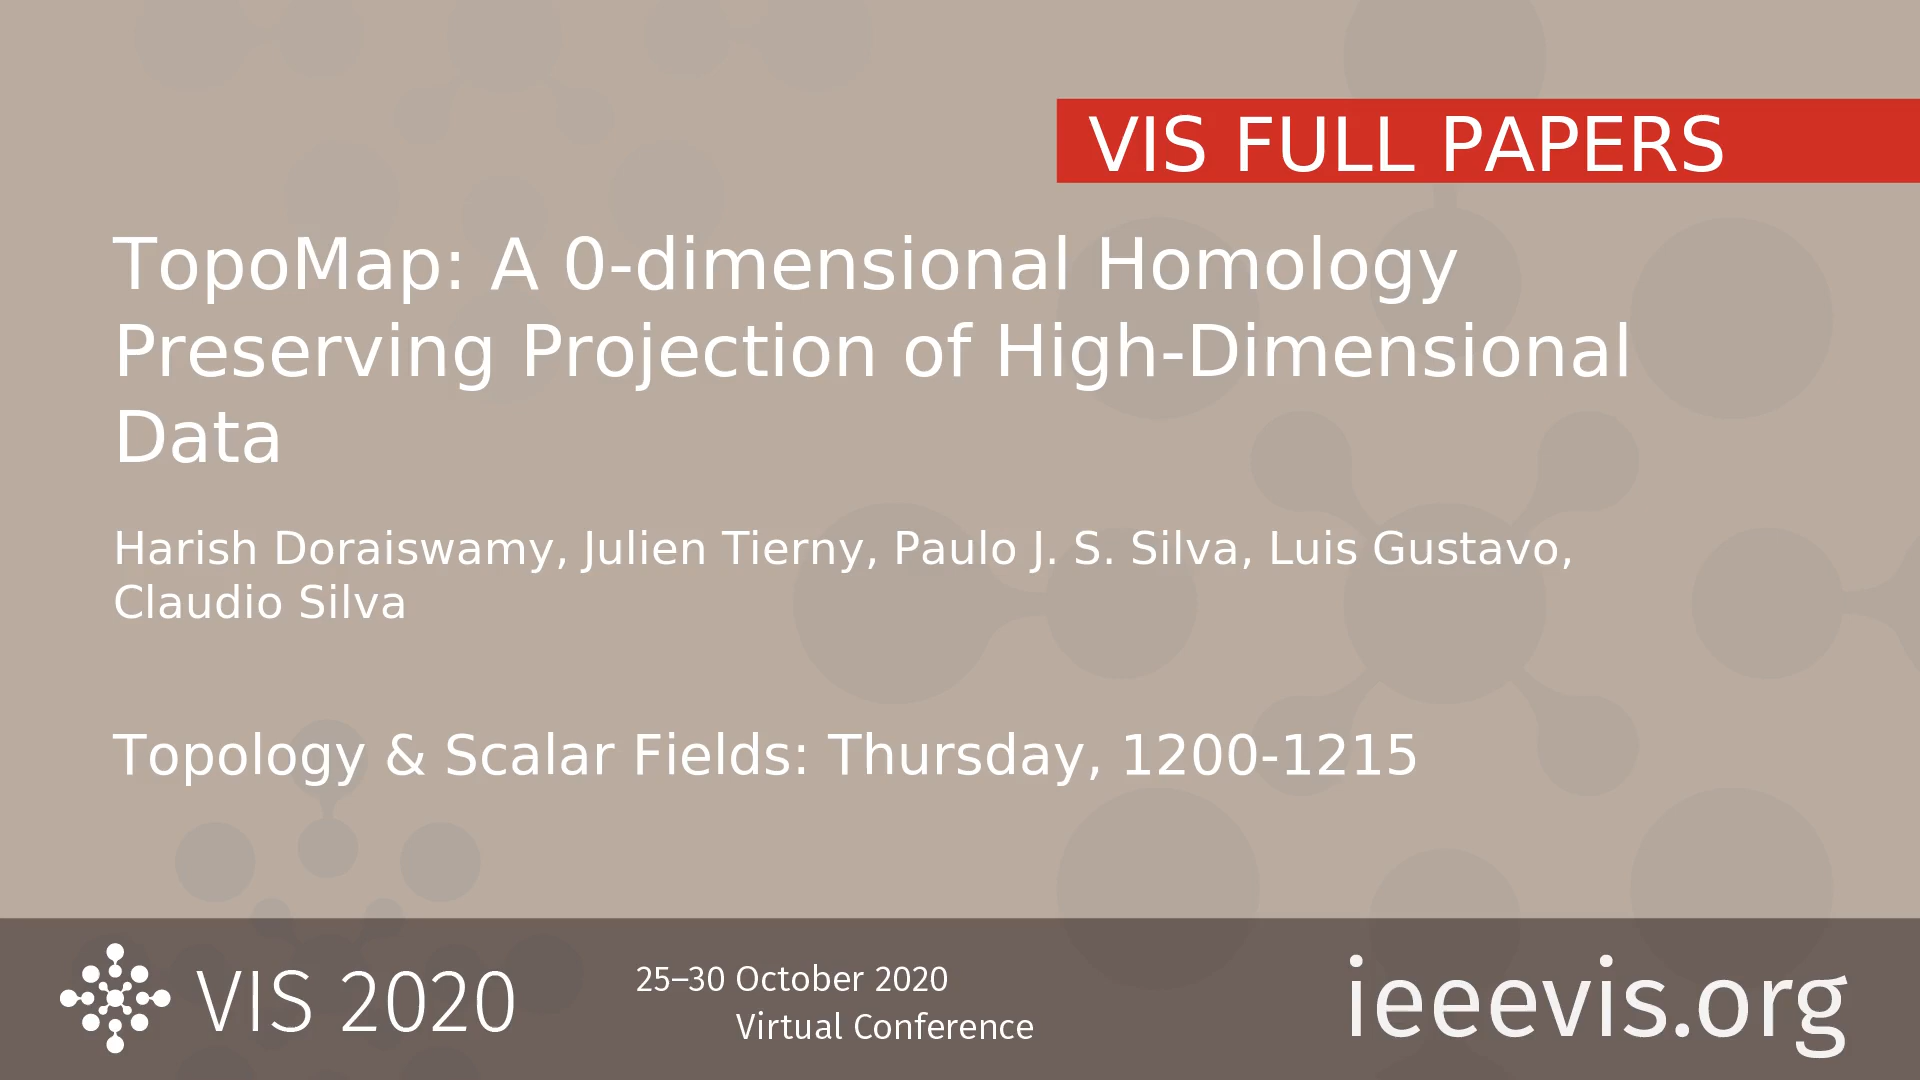 VIS FULL PAPERS
TopoMap: A 0-dimensional Homology
Preserving Projection of High-Dimensional
Data
Harish Doraiswamy, Julien Tierny, Paulo J. S. Silva, Luis Gustavo,
Claudio Silva
Topology & Scalar Fields: Thursday, 1200-1215
VIS 2020
25–30 October 2020
Virtual Conference
ieeevis.org